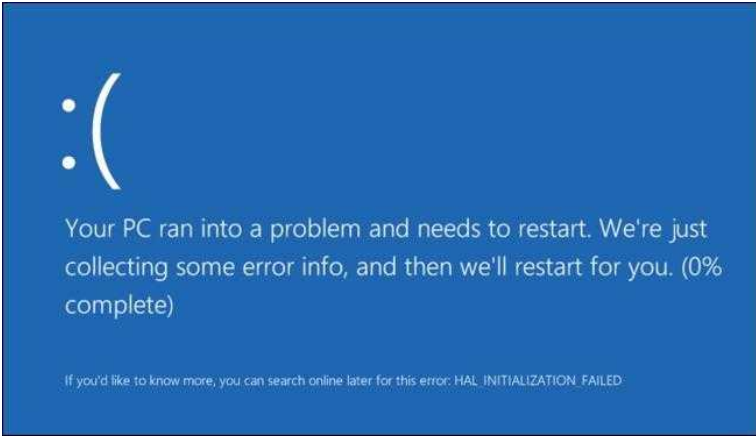 :(
Your PC ran into a problem and needs to restart. We're just
collecting some error info, and then we'll restart for you. (0%
complete)
If you'd like to know more, you can search online later for this error: HAL_INITIALIZATION_FAILED